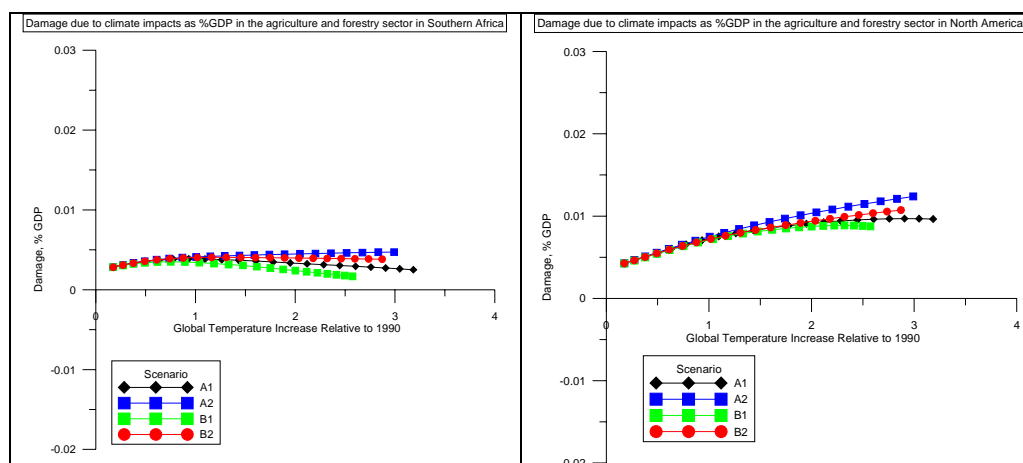 Damage due to climate impacts as %GDP in the agriculture and forestry sector in Southern Africa
0.03
0.02
0.01
0
-0.01
-0.02
Damage, % GDP
0
1
2
3
4
Global Temperature Increase Relative to 1990
Scenario
A1
A2
B1
B2
Damage due to climate impacts as %GDP in the agriculture and forestry sector in North America
0.03
0.02
0.01
0
-0.01
-0.02
Damage, % GDP
0
1
2
3
4
Global Temperature Increase Relative to 1990
Scenario
A1
A2
B1
B2